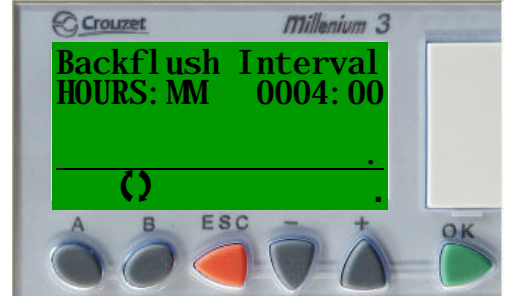 Crouzet Millenium 3
Backflush Interval
HOURS:MM 0004:00
.
.
A B ESC - + OK